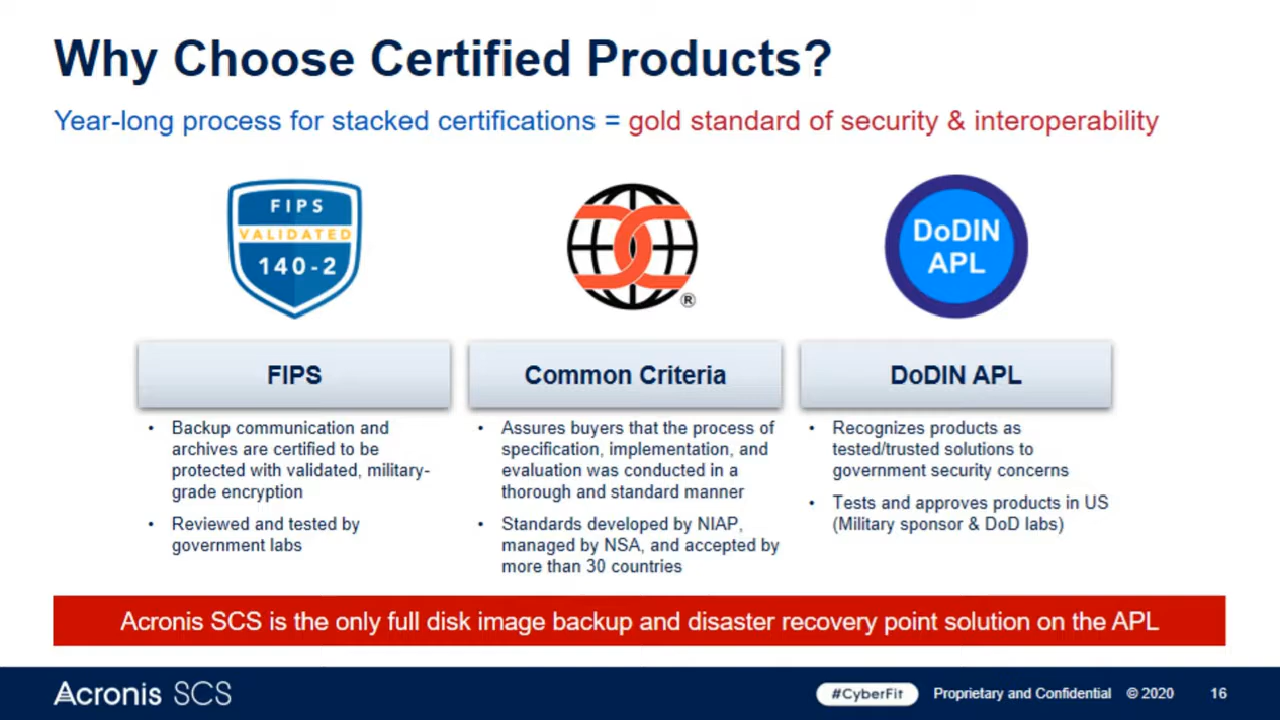 Why Choose Certified Products?
Year-long process for stacked certifications = gold standard of security & interoperability
FIPS
VALIDATED
140-2
®
DoDIN
APL
FIPS
• Backup communication and
archives are certified to be
protected with validated, military-
grade encryption
• Reviewed and tested by
government labs
Common Criteria
• Assures buyers that the process of
specification, implementation, and
evaluation was conducted in a
thorough and standard manner
• Standards developed by NIAP,
managed by NSA, and accepted by
more than 30 countries
DoDIN APL
• Recognizes products as
tested/trusted solutions to
government security concerns
• Tests and approves products in US
(Military sponsor & DoD labs)
Acronis SCS is the only full disk image backup and disaster recovery point solution on the APL
Acronis SCS
#CyberFit
Proprietary and Confidential © 2020 16